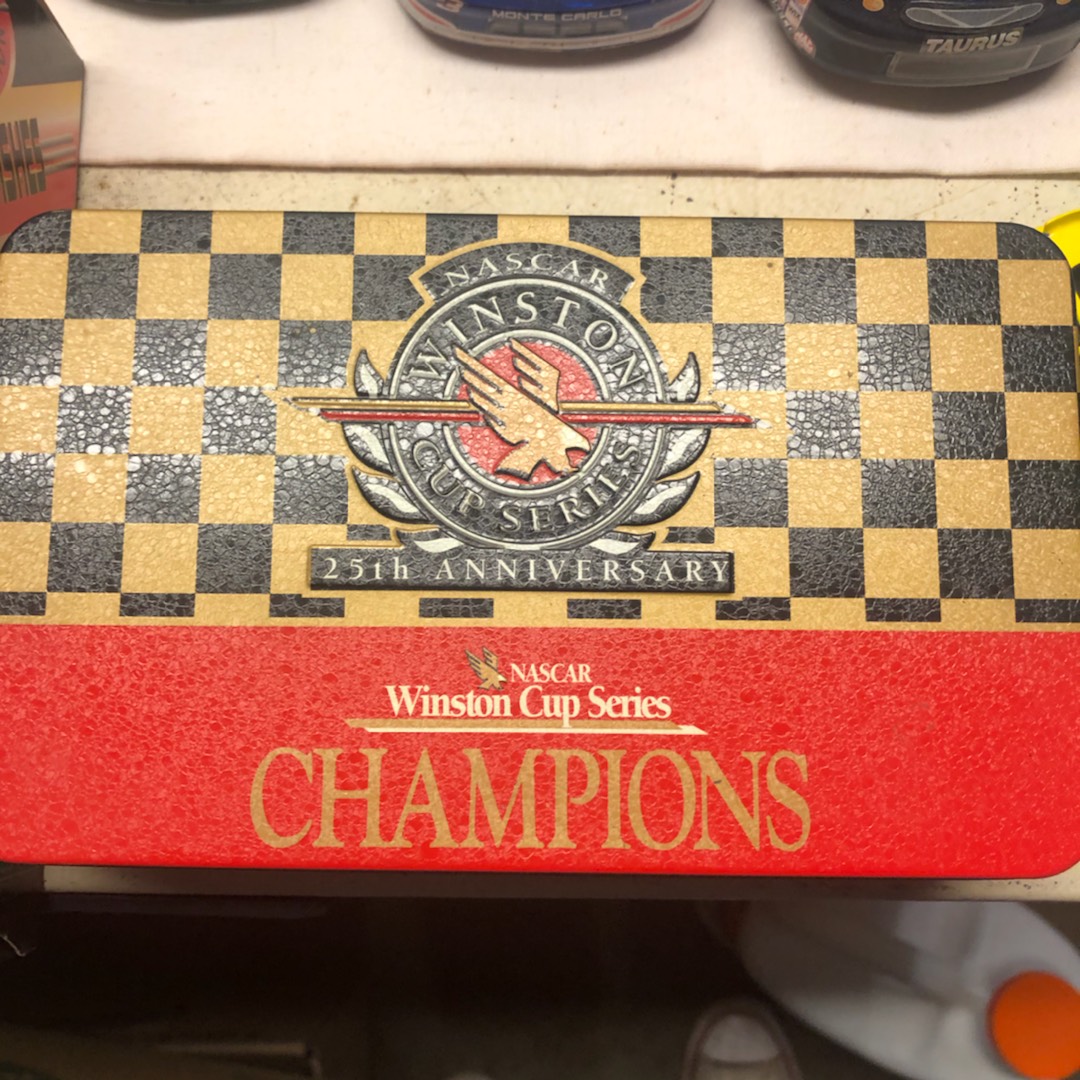 MONTE CARLO
TAURUS
NASCAR
WINSTON
CUP SERIES
25th ANNIVERSARY
NASCAR
Winston Cup Series
CHAMPIONS